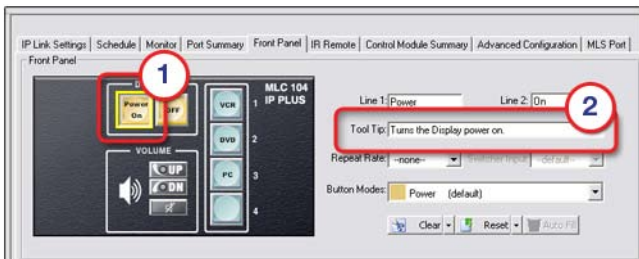 IP Link Settings Schedule Monitor Port Summary Front Panel IR Remote Control Module Summary Advanced Configuration MLS Port
Front Panel
1
2
D
Power On
OFF
VCR 1
MLC 104 IP PLUS
DVD 2
PC 3
4
VOLUME
UP
DN
Line 1: Power Line 2: On
Tool Tip: Turns the Display power on.
Repeat Rate: --none-- Switcher Input: --default--
Button Modes: Power (default)
Clear Reset Auto Fill